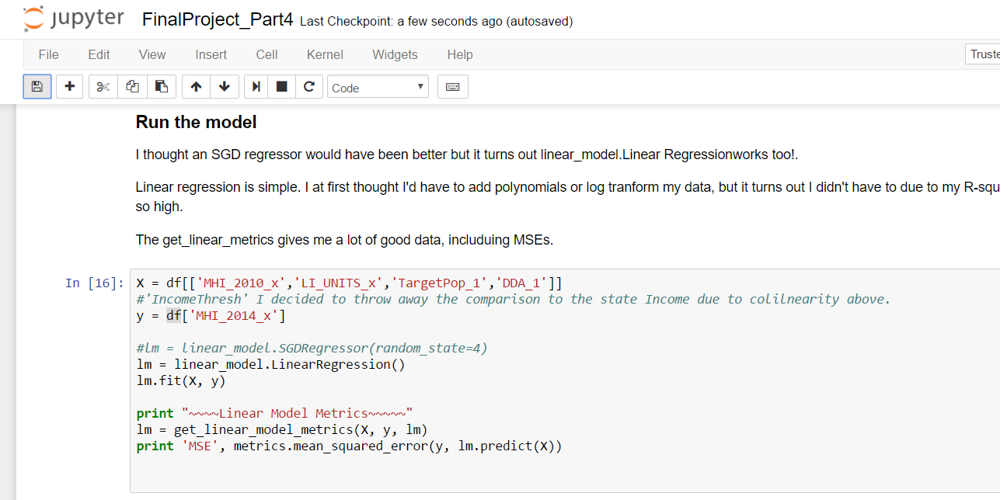 jupyter FinalProject_Part4 Last Checkpoint: a few seconds ago (autosaved)
File Edit View Insert Cell Kernel Widgets Help Truste
Code
Run the model
I thought an SGD regressor would have been better but it turns out linear_model.Linear Regressionworks too!.
Linear regression is simple. I at first thought I'd have to add polynomials or log tranform my data, but it turns out I didn't have to due to my R-squ
so high.
The get_linear_metrics gives me a lot of good data, includuing MSEs.
In [16]: X = df[['MHI_2010_x','LI_UNITS_x','TargetPop_1','DDA_1']]
#'IncomeThresh' I decided to throw away the comparison to the state Income due to colilnearity above.
y = df['MHI_2014_x']
#lm = linear_model.SGDRegressor(random_state=4)
lm = linear_model.LinearRegression()
lm.fit(X, y)
print "~~~~Linear Model Metrics~~~~~"
lm = get_linear_model_metrics(X, y, lm)
print 'MSE', metrics.mean_squared_error(y, lm.predict(X))